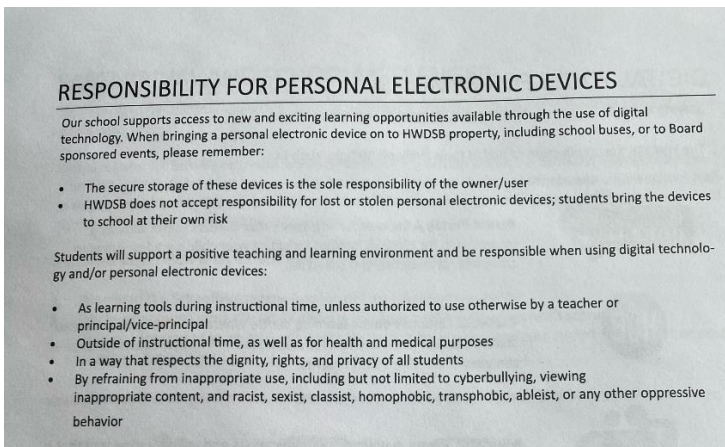 RESPONSIBILITY FOR PERSONAL ELECTRONIC DEVICES
Our school supports access to new and exciting learning opportunities available through the use of digital
technology. When bringing a personal electronic device on to HWDSB property, including school buses, or to Board
sponsored events, please remember:
• The secure storage of these devices is the sole responsibility of the owner/user
• HWDSB does not accept responsibility for lost or stolen personal electronic devices; students bring the devices
to school at their own risk
Students will support a positive teaching and learning environment and be responsible when using digital technolo-
gy and/or personal electronic devices:
• As learning tools during instructional time, unless authorized to use otherwise by a teacher or
principal/vice-principal
• Outside of instructional time, as well as for health and medical purposes
• In a way that respects the dignity, rights, and privacy of all students
• By refraining from inappropriate use, including but not limited to cyberbullying, viewing
inappropriate content, and racist, sexist, classist, homophobic, transphobic, ableist, or any other oppressive
behavior